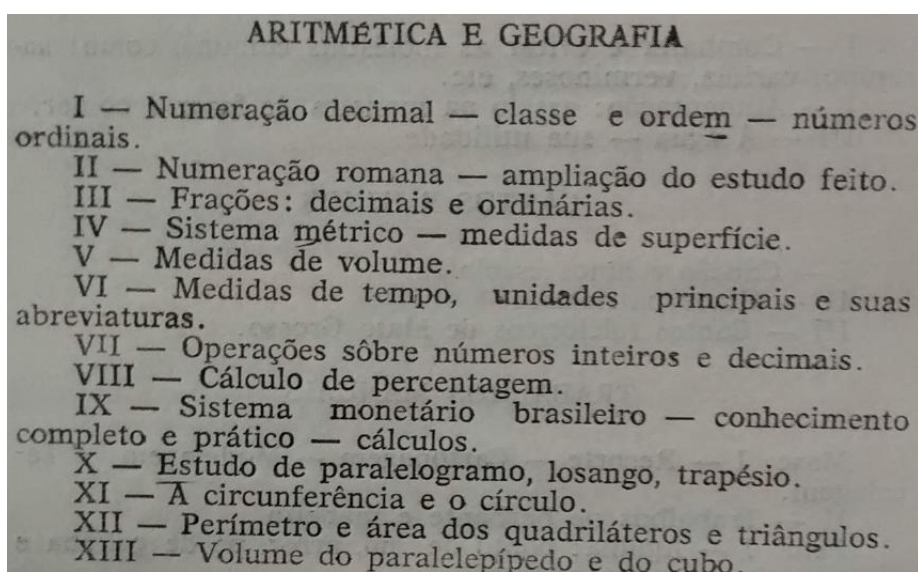 ARITMÉTICA E GEOGRAFIA
I — Numeração decimal — classe e ordem — números
ordinais.
II — Numeração romana — ampliação do estudo feito.
III — Frações: decimais e ordinárias.
IV — Sistema métrico — medidas de superfície.
V — Medidas de volume.
VI — Medidas de tempo, unidades principais e suas
abreviaturas.
VII — Operações sôbre números inteiros e decimais.
VIII — Cálculo de percentagem.
IX — Sistema monetário brasileiro — conhecimento
completo e prático — cálculos.
X — Estudo de paralelogramo, losango, trapésio.
XI — A circunferência e o círculo.
XII — Perímetro e área dos quadriláteros e triângulos.
XIII — Volume do paralelepípedo e do cubo.